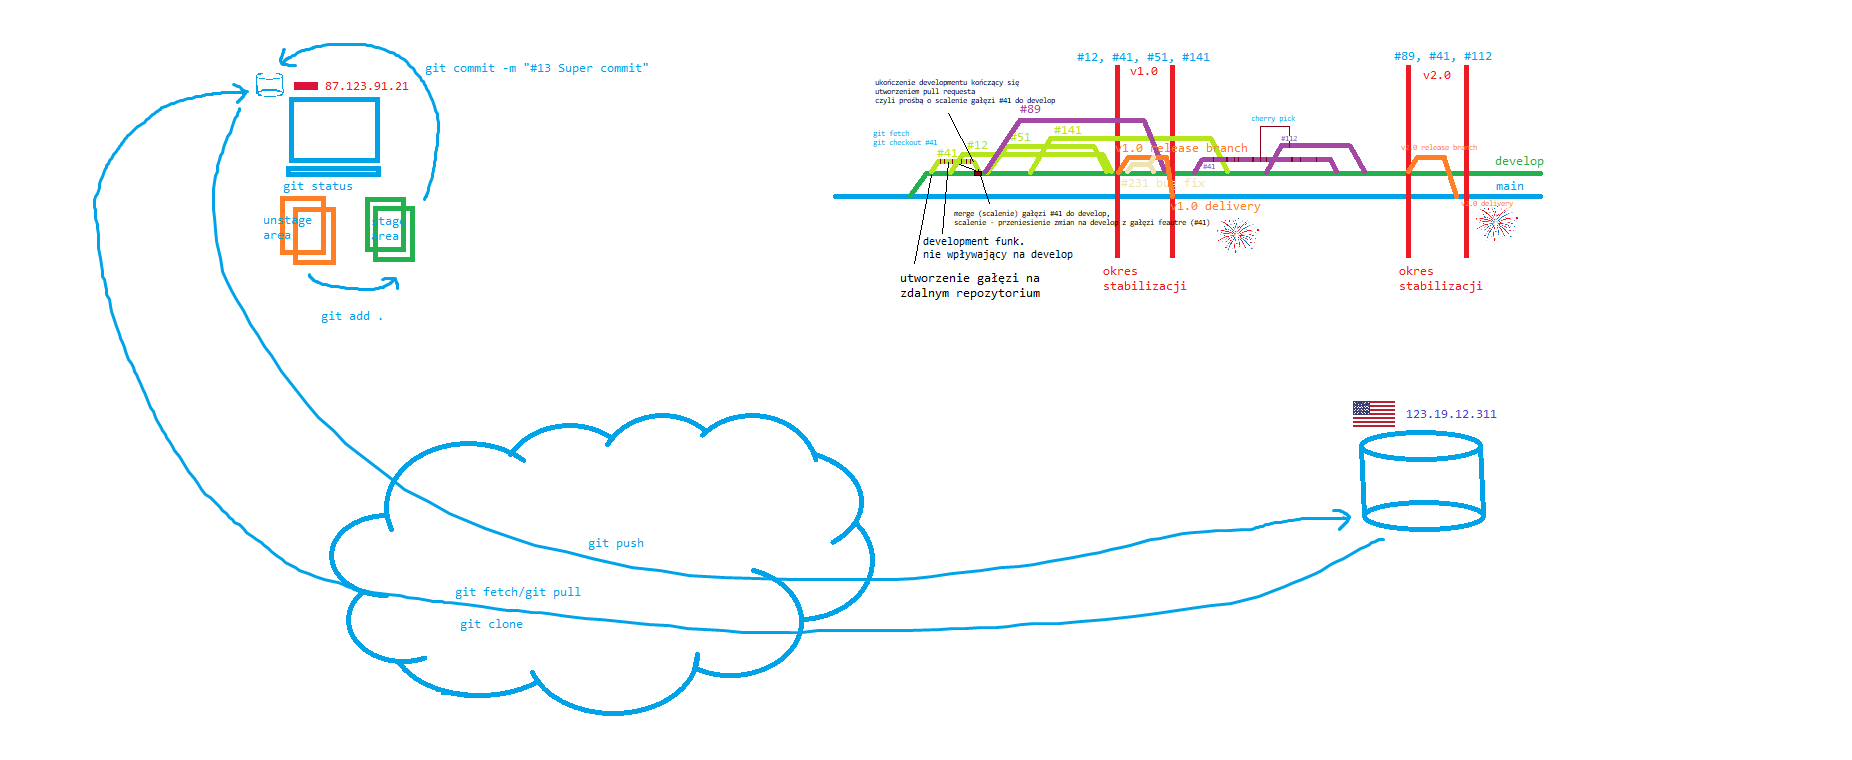 git commit -m "#13 Super commit"
87.123.91.21
git status
unstage
area
stage
area
git add .
git push
git fetch/git pull
git clone
#12, #41, #51, #141
v1.0
#89, #41, #112
v2.0
ukończenie developmentu kończący się
utworzeniem pull requesta
czyli prośbą o scalenie gałęzi #41 do develop
#89
git fetch
git checkout #41
#41
#12
#51
#141
cherry pick
#112
v1.0 release branch
release branch
#41
develop
#231 bug fix
main
v1.0 delivery
delivery
merge (scalenie) gałęzi #41 do develop,
scalenie - przeniesienie zmian na develop z gałęzi feautre (#41)
development funk.
nie wpływający na develop
utworzenie gałęzi na
zdalnym repozytorium
okres
stabilizacji
okres
stabilizacji
123.19.12.311